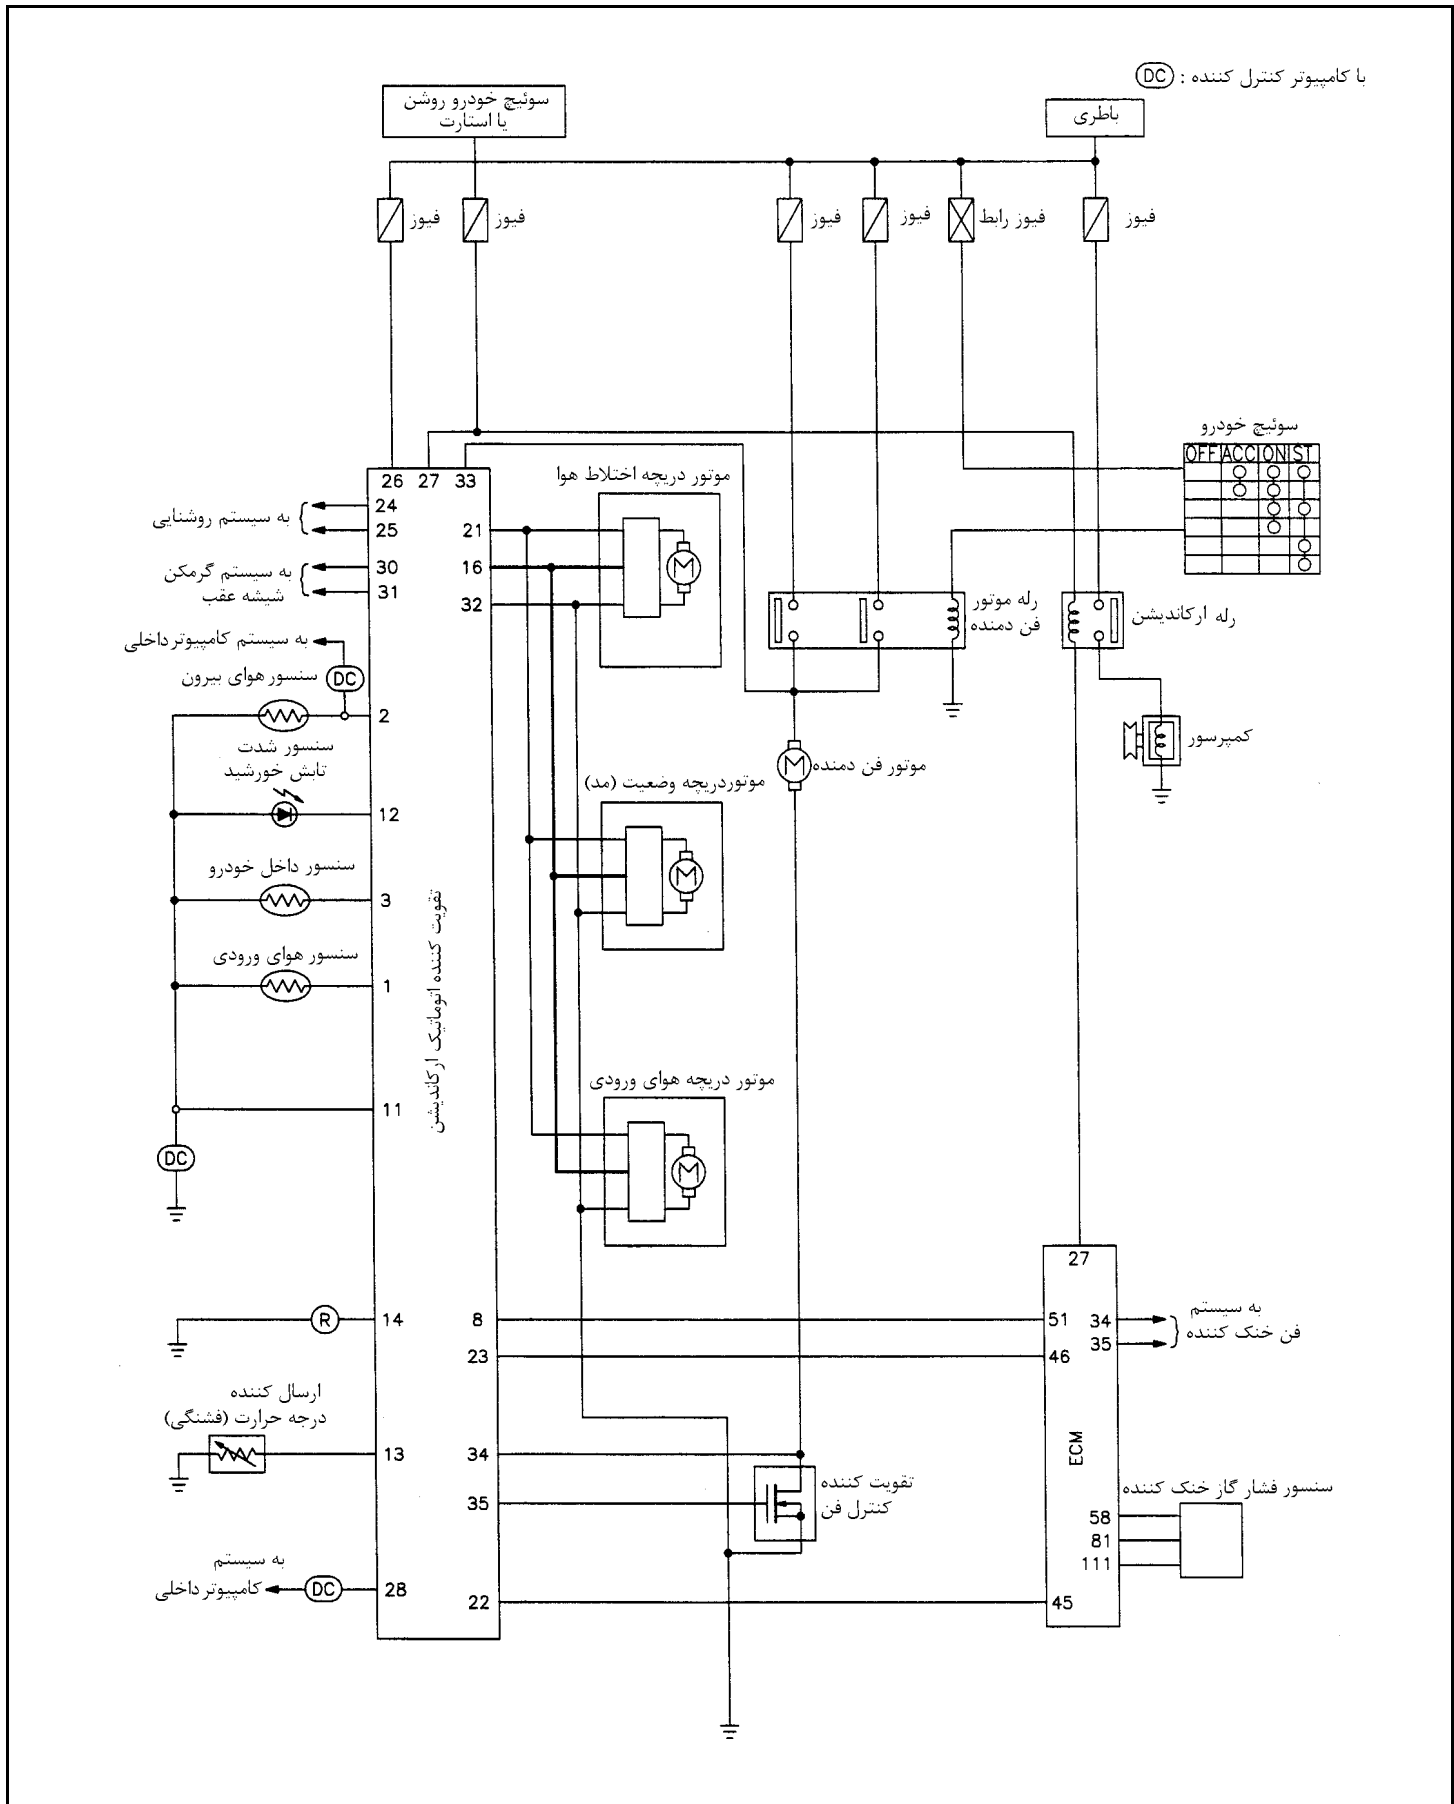 با کامپیوتر کنترل کننده : DC
سوئیچ خودرو روشن
یا استارت
باطری
فیوز
فیوز
فیوز
فیوز
فیوز رابط
فیوز
سوئیچ خودرو
OFF ACC ON ST
26 27 33
موتور دریچه اختلاط هوا
24
25
به سیستم روشنایی
21
30
31
به سیستم گرمکن
شیشه عقب
16
32
M
رله موتور
فن دمنده
رله ارکاندیشن
به سیستم کامپیوتر داخلی
DC
سنسور هوای بیرون
2
کمپرسور
سنسور شدت
تابش خورشید
12
موتور فن دمنده
M
موتوردریچه وضعیت (مد)
M
سنسور داخل خودرو
3
تقویت کننده اتوماتیک ارکاندیشن
سنسور هوای ورودی
1
موتور دریچه هوای ورودی
M
11
DC
27
14
R
8
51
34
35
به سیستم
فن خنک کننده
23
46
ارسال کننده
درجه حرارت (فشنگی)
13
34
ECM
35
تقویت کننده
کنترل فن
سنسور فشار گاز خنک کننده
58
81
111
به سیستم
کامپیوتر داخلی
DC
28
22
45